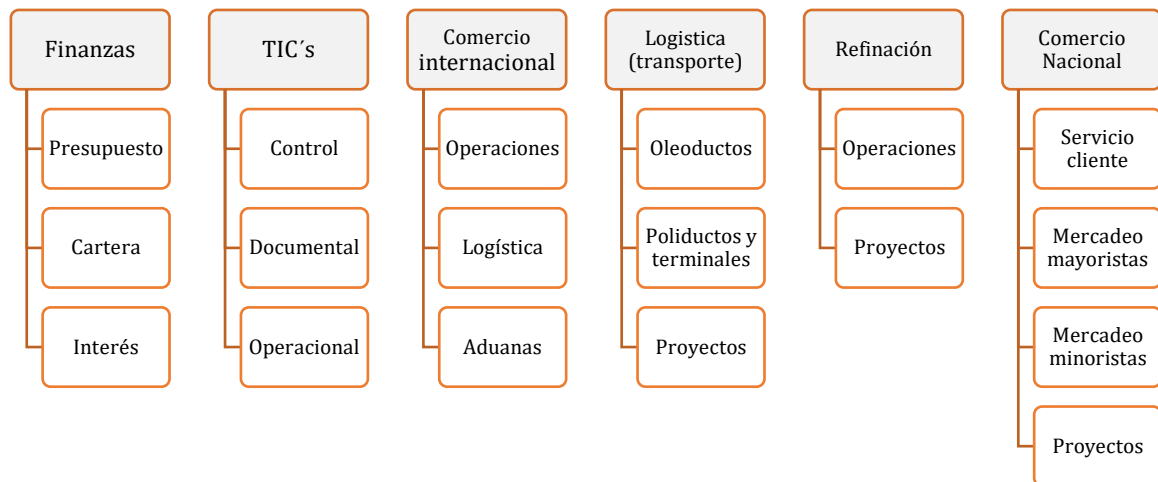 Finanzas
Presupuesto
Cartera
Interés
TIC´s
Control
Documental
Operacional
Comercio
internacional
Operaciones
Logística
Aduanas
Logistica
(transporte)
Oleoductos
Poliductos y
terminales
Proyectos
Refinación
Operaciones
Proyectos
Comercio
Nacional
Servicio
cliente
Mercadeo
mayoristas
Mercadeo
minoristas
Proyectos